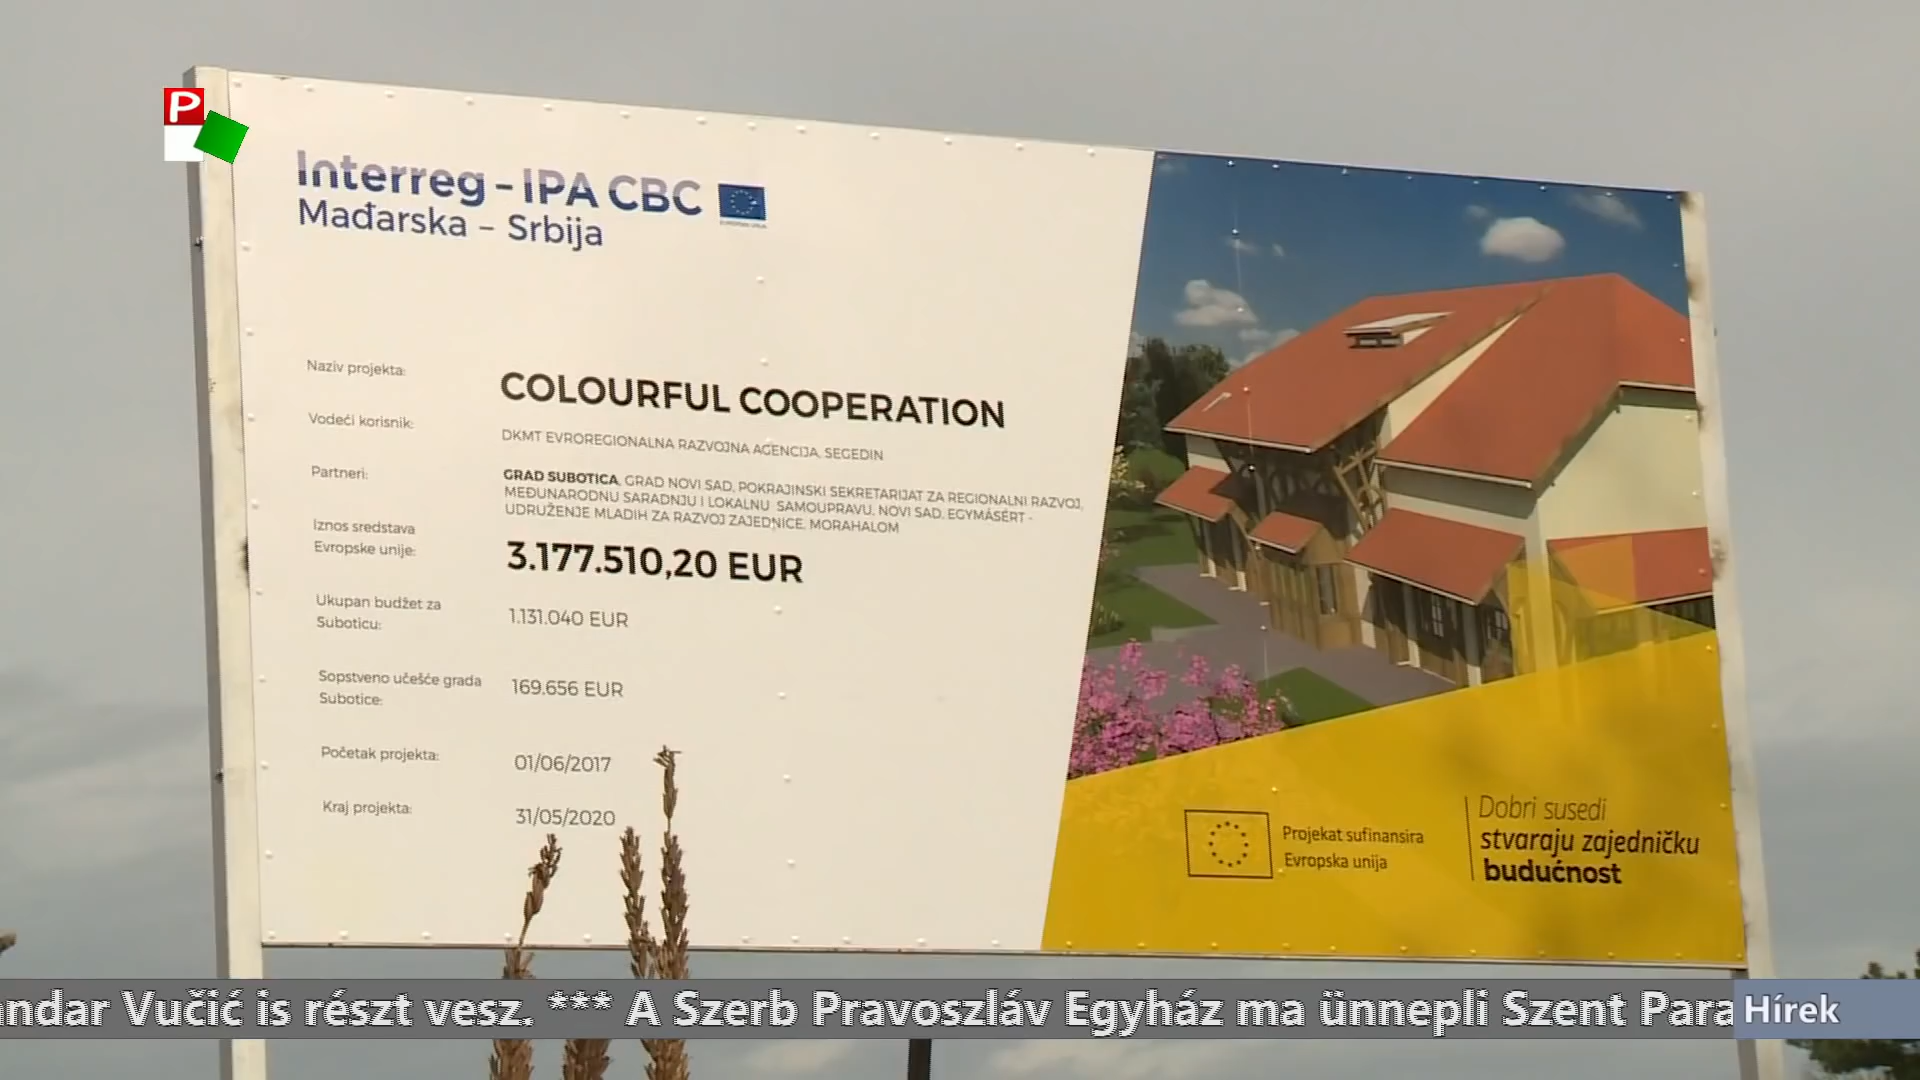 P
Interreg - IPA CBC
Mađarska – Srbija
Naziv projekta:
COLOURFUL COOPERATION
Vodeći korisnik:
DKMT EVROREGIONALNA RAZVOJNA AGENCIJA, SEGEDIN
Partneri:
GRAD SUBOTICA, GRAD NOVI SAD, POKRAJINSKI SEKRETARIJAT ZA REGIONALNI RAZVOJ,
MEĐUNARODNU SARADNJU I LOKALNU SAMOUPRAVU, NOVI SAD, EGYMÁSÉRT -
UDRUŽENJE MLADIH ZA RAZVOJ ZAJEDNICE, MORAHALOM
Iznos sredstava
Evropske unije:
3.177.510,20 EUR
Ukupan budžet za
Suboticu:
1.131.040 EUR
Sopstveno učešće grada
Subotice:
169.656 EUR
Početak projekta:
01/06/2017
Kraj projekta:
31/05/2020
Projekat sufinansira
Evropska unija
Dobri susedi
stvaraju zajedničku
budućnost
andar Vučić is részt vesz. *** A Szerb Pravoszláv Egyház ma ünnepli Szent Para
Hírek